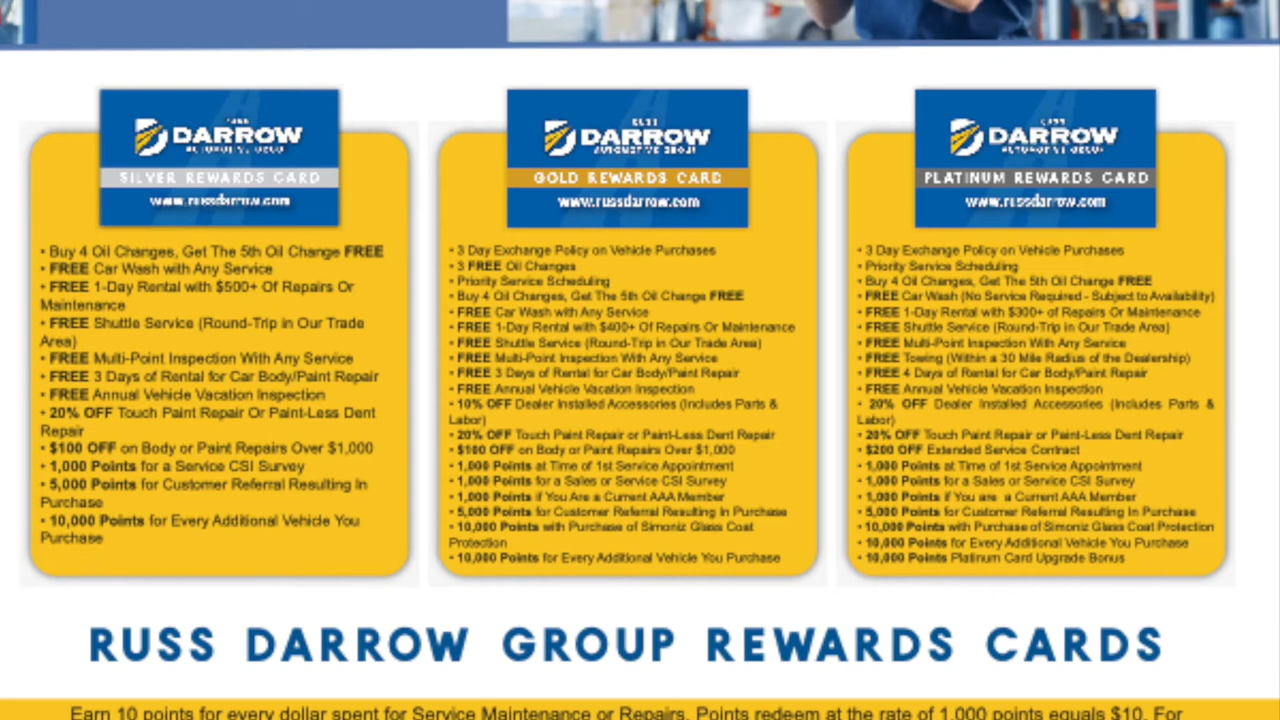 RUSS
DARROW
AUTOMOTIVE GROUP
SILVER REWARDS CARD
www.russdarrow.com
• Buy 4 Oil Changes, Get The 5th Oil Change FREE
• FREE Car Wash with Any Service
• FREE 1-Day Rental with $500+ Of Repairs Or
Maintenance
• FREE Shuttle Service (Round-Trip in Our Trade
Area)
• FREE Multi-Point Inspection With Any Service
• FREE 3 Days of Rental for Car Body/Paint Repair
• FREE Annual Vehicle Vacation Inspection
• 20% OFF Touch Paint Repair Or Paint-Less Dent
Repair
• $100 OFF on Body or Paint Repairs Over $1,000
• 1,000 Points for a Service CSI Survey
• 5,000 Points for Customer Referral Resulting In
Purchase
• 10,000 Points for Every Additional Vehicle You
Purchase
RUSS
DARROW
AUTOMOTIVE GROUP
GOLD REWARDS CARD
www.russdarrow.com
• 3 Day Exchange Policy on Vehicle Purchases
• 3 FREE Oil Changes
• Priority Service Scheduling
• Buy 4 Oil Changes, Get The 5th Oil Change FREE
• FREE Car Wash with Any Service
• FREE 1-Day Rental with $400+ Of Repairs Or Maintenance
• FREE Shuttle Service (Round-Trip in Our Trade Area)
• FREE Multi-Point Inspection With Any Service
• FREE 3 Days of Rental for Car Body/Paint Repair
• FREE Annual Vehicle Vacation Inspection
• 10% OFF Dealer Installed Accessories (Includes Parts &
Labor)
• 20% OFF Touch Paint Repair or Paint-Less Dent Repair
• $100 OFF on Body or Paint Repairs Over $1,000
• 1,000 Points at Time of 1st Service Appointment
• 1,000 Points for a Sales or Service CSI Survey
• 1,000 Points if You Are a Current AAA Member
• 5,000 Points for Customer Referral Resulting In Purchase
• 10,000 Points with Purchase of Simoniz Glass Coat
Protection
• 10,000 Points for Every Additional Vehicle You Purchase
RUSS
DARROW
AUTOMOTIVE GROUP
PLATINUM REWARDS CARD
www.russdarrow.com
• 3 Day Exchange Policy on Vehicle Purchases
• Priority Service Scheduling
• Buy 4 Oil Changes, Get The 5th Oil Change FREE
• FREE Car Wash (No Service Required - Subject to Availability)
• FREE 1-Day Rental with $300+ of Repairs Or Maintenance
• FREE Shuttle Service (Round-Trip in Our Trade Area)
• FREE Multi-Point Inspection With Any Service
• FREE Towing (Within a 30 Mile Radius of the Dealership)
• FREE 4 Days of Rental for Car Body/Paint Repair
• FREE Annual Vehicle Vacation Inspection
• 20% OFF Dealer Installed Accessories (Includes Parts &
Labor)
• 20% OFF Touch Paint Repair or Paint-Less Dent Repair
• $200 OFF Extended Service Contract
• 1,000 Points at Time of 1st Service Appointment
• 1,000 Points for a Sales or Service CSI Survey
• 1,000 Points if You are a Current AAA Member
• 5,000 Points for Customer Referral Resulting In Purchase
• 10,000 Points with Purchase of Simoniz Glass Coat Protection
• 10,000 Points for Every Additional Vehicle You Purchase
• 10,000 Points Platinum Card Upgrade Bonus
RUSS DARROW GROUP REWARDS CARDS
Earn 10 points for every dollar spent for Service Maintenance or Repairs. Points redeem at the rate of 1,000 points equals $10. For